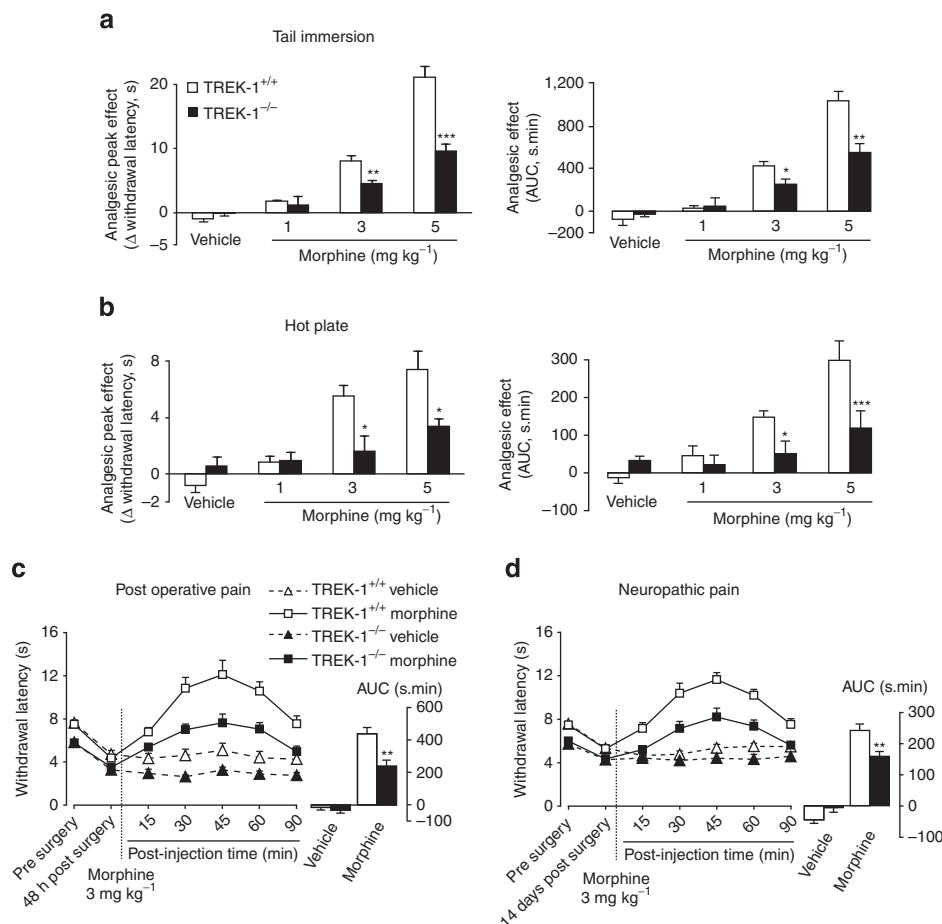 a
Tail immersion
Analgesic peak effect
(Δ withdrawal latency, s)
20
10
0
–5
TREK-1+/+
TREK-1–/–
***
**
Vehicle
1
3
5
Morphine (mg kg–1)
Analgesic effect
(AUC, s.min)
1,000
800
400
0
–200
**
*
Vehicle
1
3
5
Morphine (mg kg–1)
b
Hot plate
Analgesic peak effect
(Δ withdrawal latency, s)
8
4
0
–2
*
*
Vehicle
1
3
5
Morphine (mg kg–1)
Analgesic effect
(AUC, s.min)
300
200
100
0
–100
***
*
Vehicle
1
3
5
Morphine (mg kg–1)
c
Post operative pain
TREK-1+/+ vehicle
TREK-1+/+ morphine
TREK-1–/– vehicle
TREK-1–/– morphine
Withdrawal latency (s)
16
12
8
4
0
Pre surgery
48 h post surgery
Morphine
3 mg kg–1
15 30 45 60 90
Post-injection time (min)
AUC (s.min)
600
400
200
0
–100
**
Vehicle
Morphine
d
Neuropathic pain
Withdrawal latency (s)
16
12
8
4
0
Pre surgery
14 days post surgery
Morphine
3 mg kg–1
15 30 45 60 90
Post-injection time (min)
AUC (s.min)
300
200
100
0
–100
**
Vehicle
Morphine